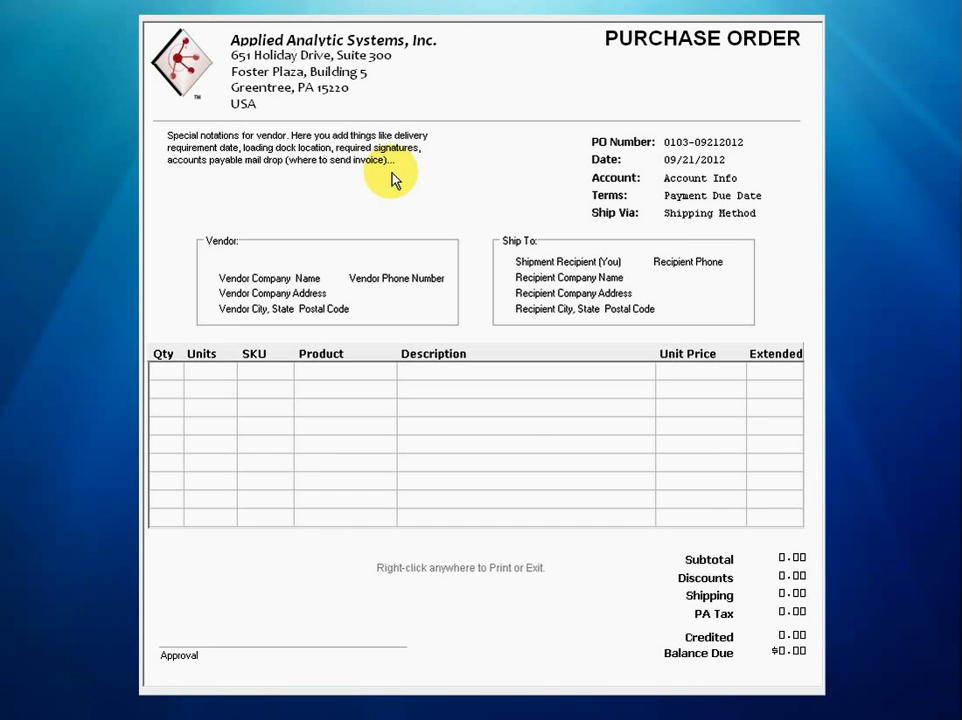 Applied Analytic Systems, Inc.
651 Holiday Drive, Suite 300
Foster Plaza, Building 5
Greentree, PA 15220
USA
TM
PURCHASE ORDER
Special notations for vendor. Here you add things like delivery
requirement date, loading dock location, required signatures,
accounts payable mail drop (where to send invoice)...
PO Number: 0103-09212012
Date: 09/21/2012
Account: Account Info
Terms: Payment Due Date
Ship Via: Shipping Method
Vendor:
Vendor Company Name Vendor Phone Number
Vendor Company Address
Vendor City, State Postal Code
Ship To:
Shipment Recipient (You) Recipient Phone
Recipient Company Name
Recipient Company Address
Recipient City, State Postal Code
Qty Units SKU Product Description Unit Price Extended
Right-click anywhere to Print or Exit.
Subtotal 0.00
Discounts 0.00
Shipping 0.00
PA Tax 0.00
Credited 0.00
Balance Due $0.00
Approval